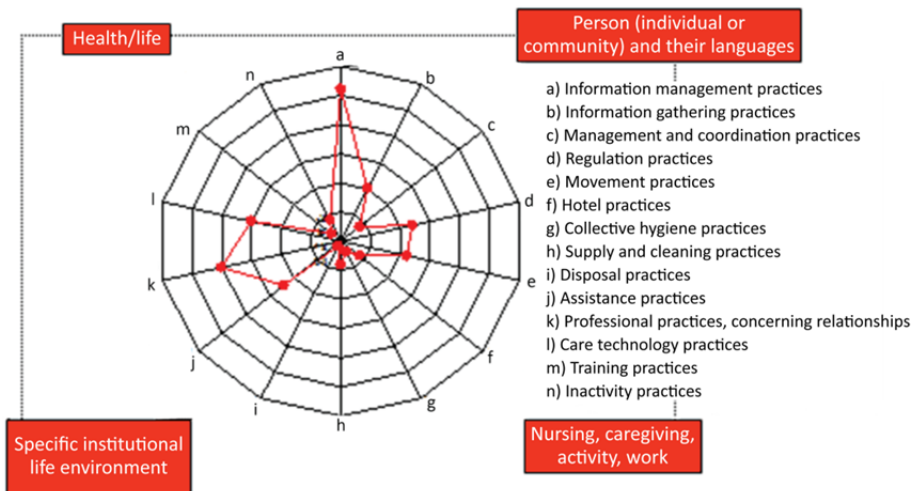 Health/life
Person (individual or
community) and their languages
a
b
c
d
e
f
g
h
i
j
k
l
m
n
a) Information management practices
b) Information gathering practices
c) Management and coordination practices
d) Regulation practices
e) Movement practices
f) Hotel practices
g) Collective hygiene practices
h) Supply and cleaning practices
i) Disposal practices
j) Assistance practices
k) Professional practices, concerning relationships
l) Care technology practices
m) Training practices
n) Inactivity practices
Specific institutional
life environment
Nursing, caregiving,
activity, work